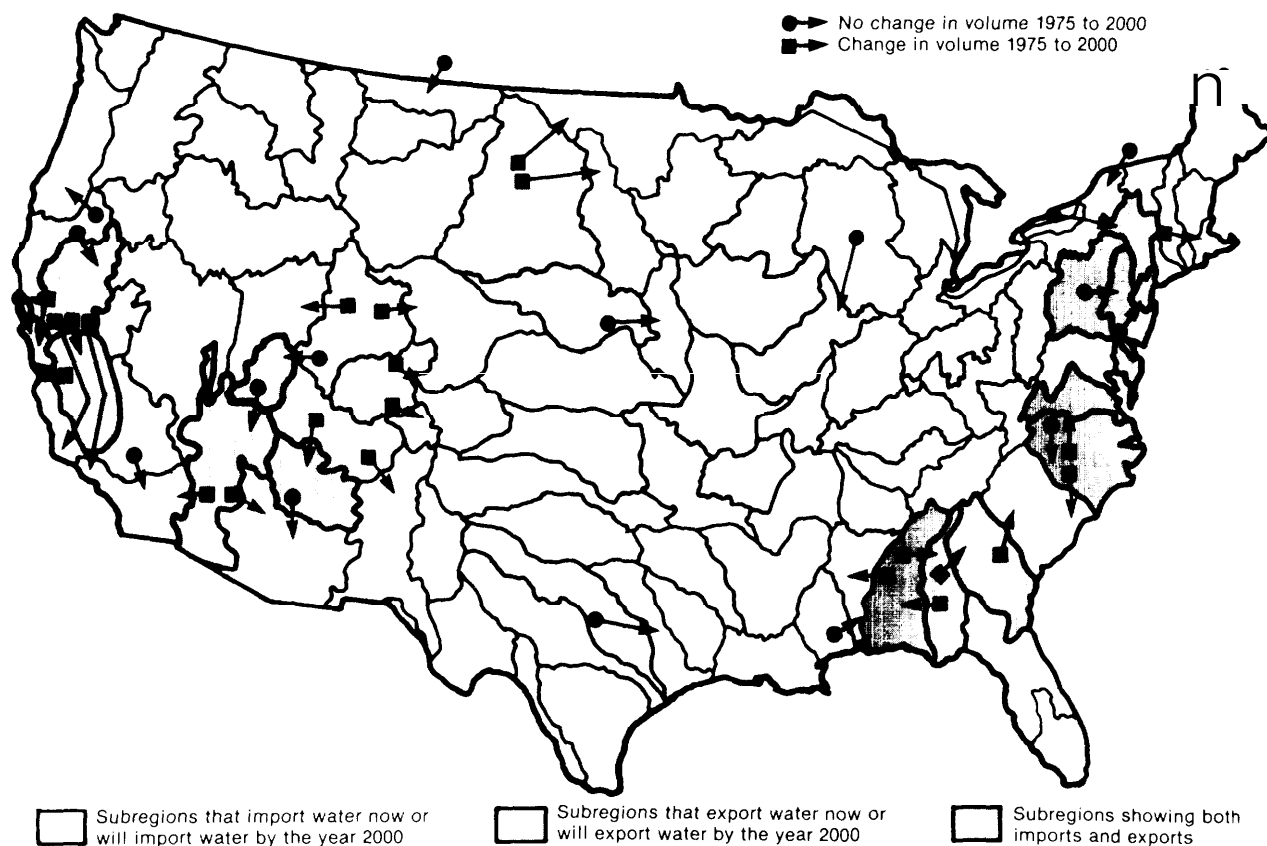 No change in volume 1975 to 2000
Change in volume 1975 to 2000
n
Subregions that import water now or
will import water by the year 2000
Subregions that export water now or
will export water by the year 2000
Subregions showing both
imports and exports